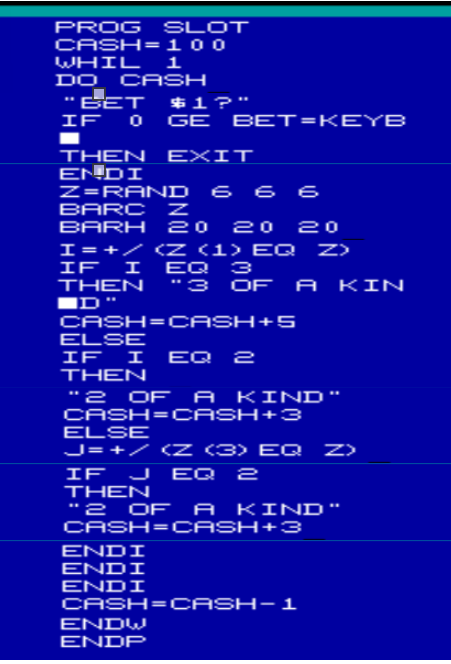 PROG SLOT
CASH=100
WHIL 1
DO CASH
"BET $1?"
IF 0 GE BET=KEYB
THEN EXIT
ENDI
Z=RAND 6 6 6
BARC Z
BARH 20 20 20
I=+/(Z(1)EQ Z)
IF I EQ 3
THEN "3 OF A KIN
D"
CASH=CASH+5
ELSE
IF I EQ 2
THEN
"2 OF A KIND"
CASH=CASH+3
ELSE
J=+/(Z(3)EQ Z)
IF J EQ 2
THEN
"2 OF A KIND"
CASH=CASH+3
ENDI
ENDI
ENDI
CASH=CASH-1
ENDW
ENDP